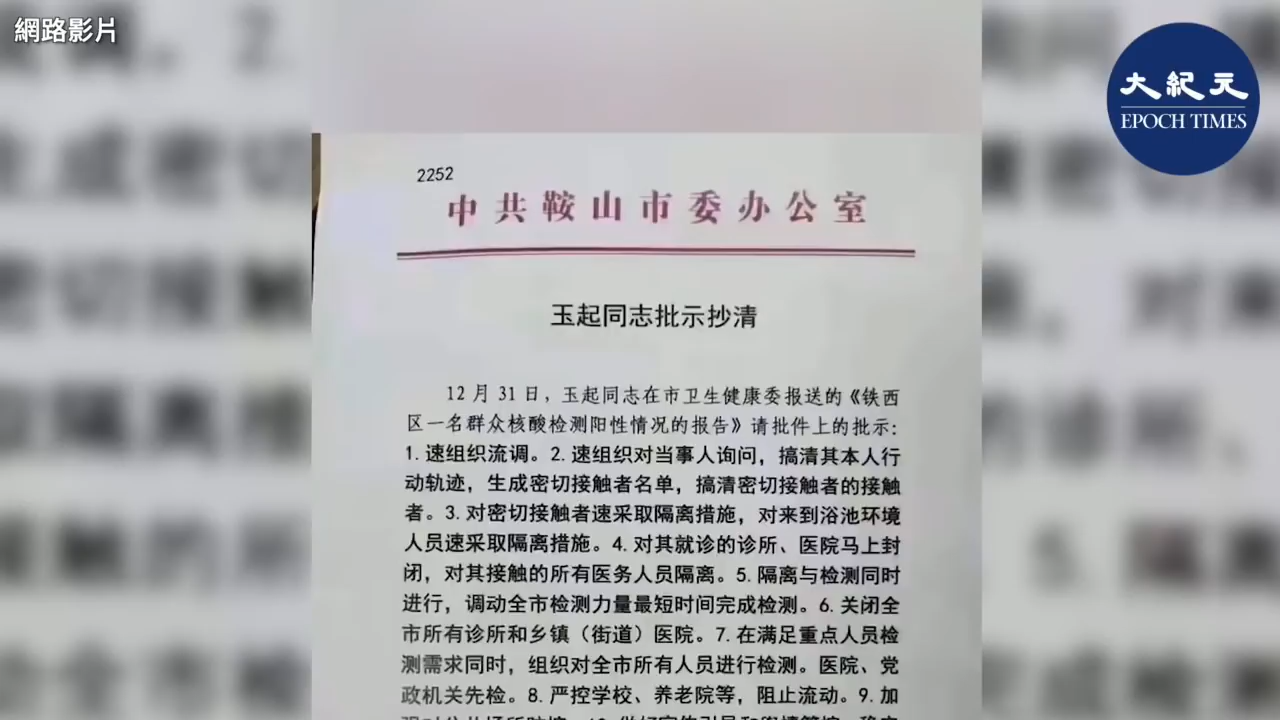 網路影片
大紀元
EPOCH TIMES
2252
中共鞍山市委办公室
玉起同志批示抄清
12月31日，玉起同志在市卫生健康委报送的《铁西
区一名群众核酸检测阳性情况的报告》请批件上的批示：
1.速组织流调。2.速组织对当事人询问，搞清其本人行
动轨迹，生成密切接触者名单，搞清密切接触者的接触
者。3.对密切接触者速采取隔离措施，对来到浴池环境
人员速采取隔离措施。4.对其就诊的诊所、医院马上封
闭，对其接触的所有医务人员隔离。5.隔离与检测同时
进行，调动全市检测力量最短时间完成检测。6.关闭全
市所有诊所和乡镇（街道）医院。7.在满足重点人员检
测需求同时，组织对全市所有人员进行检测。医院、党
政机关先检。8.严控学校、养老院等，阻止流动。9.加